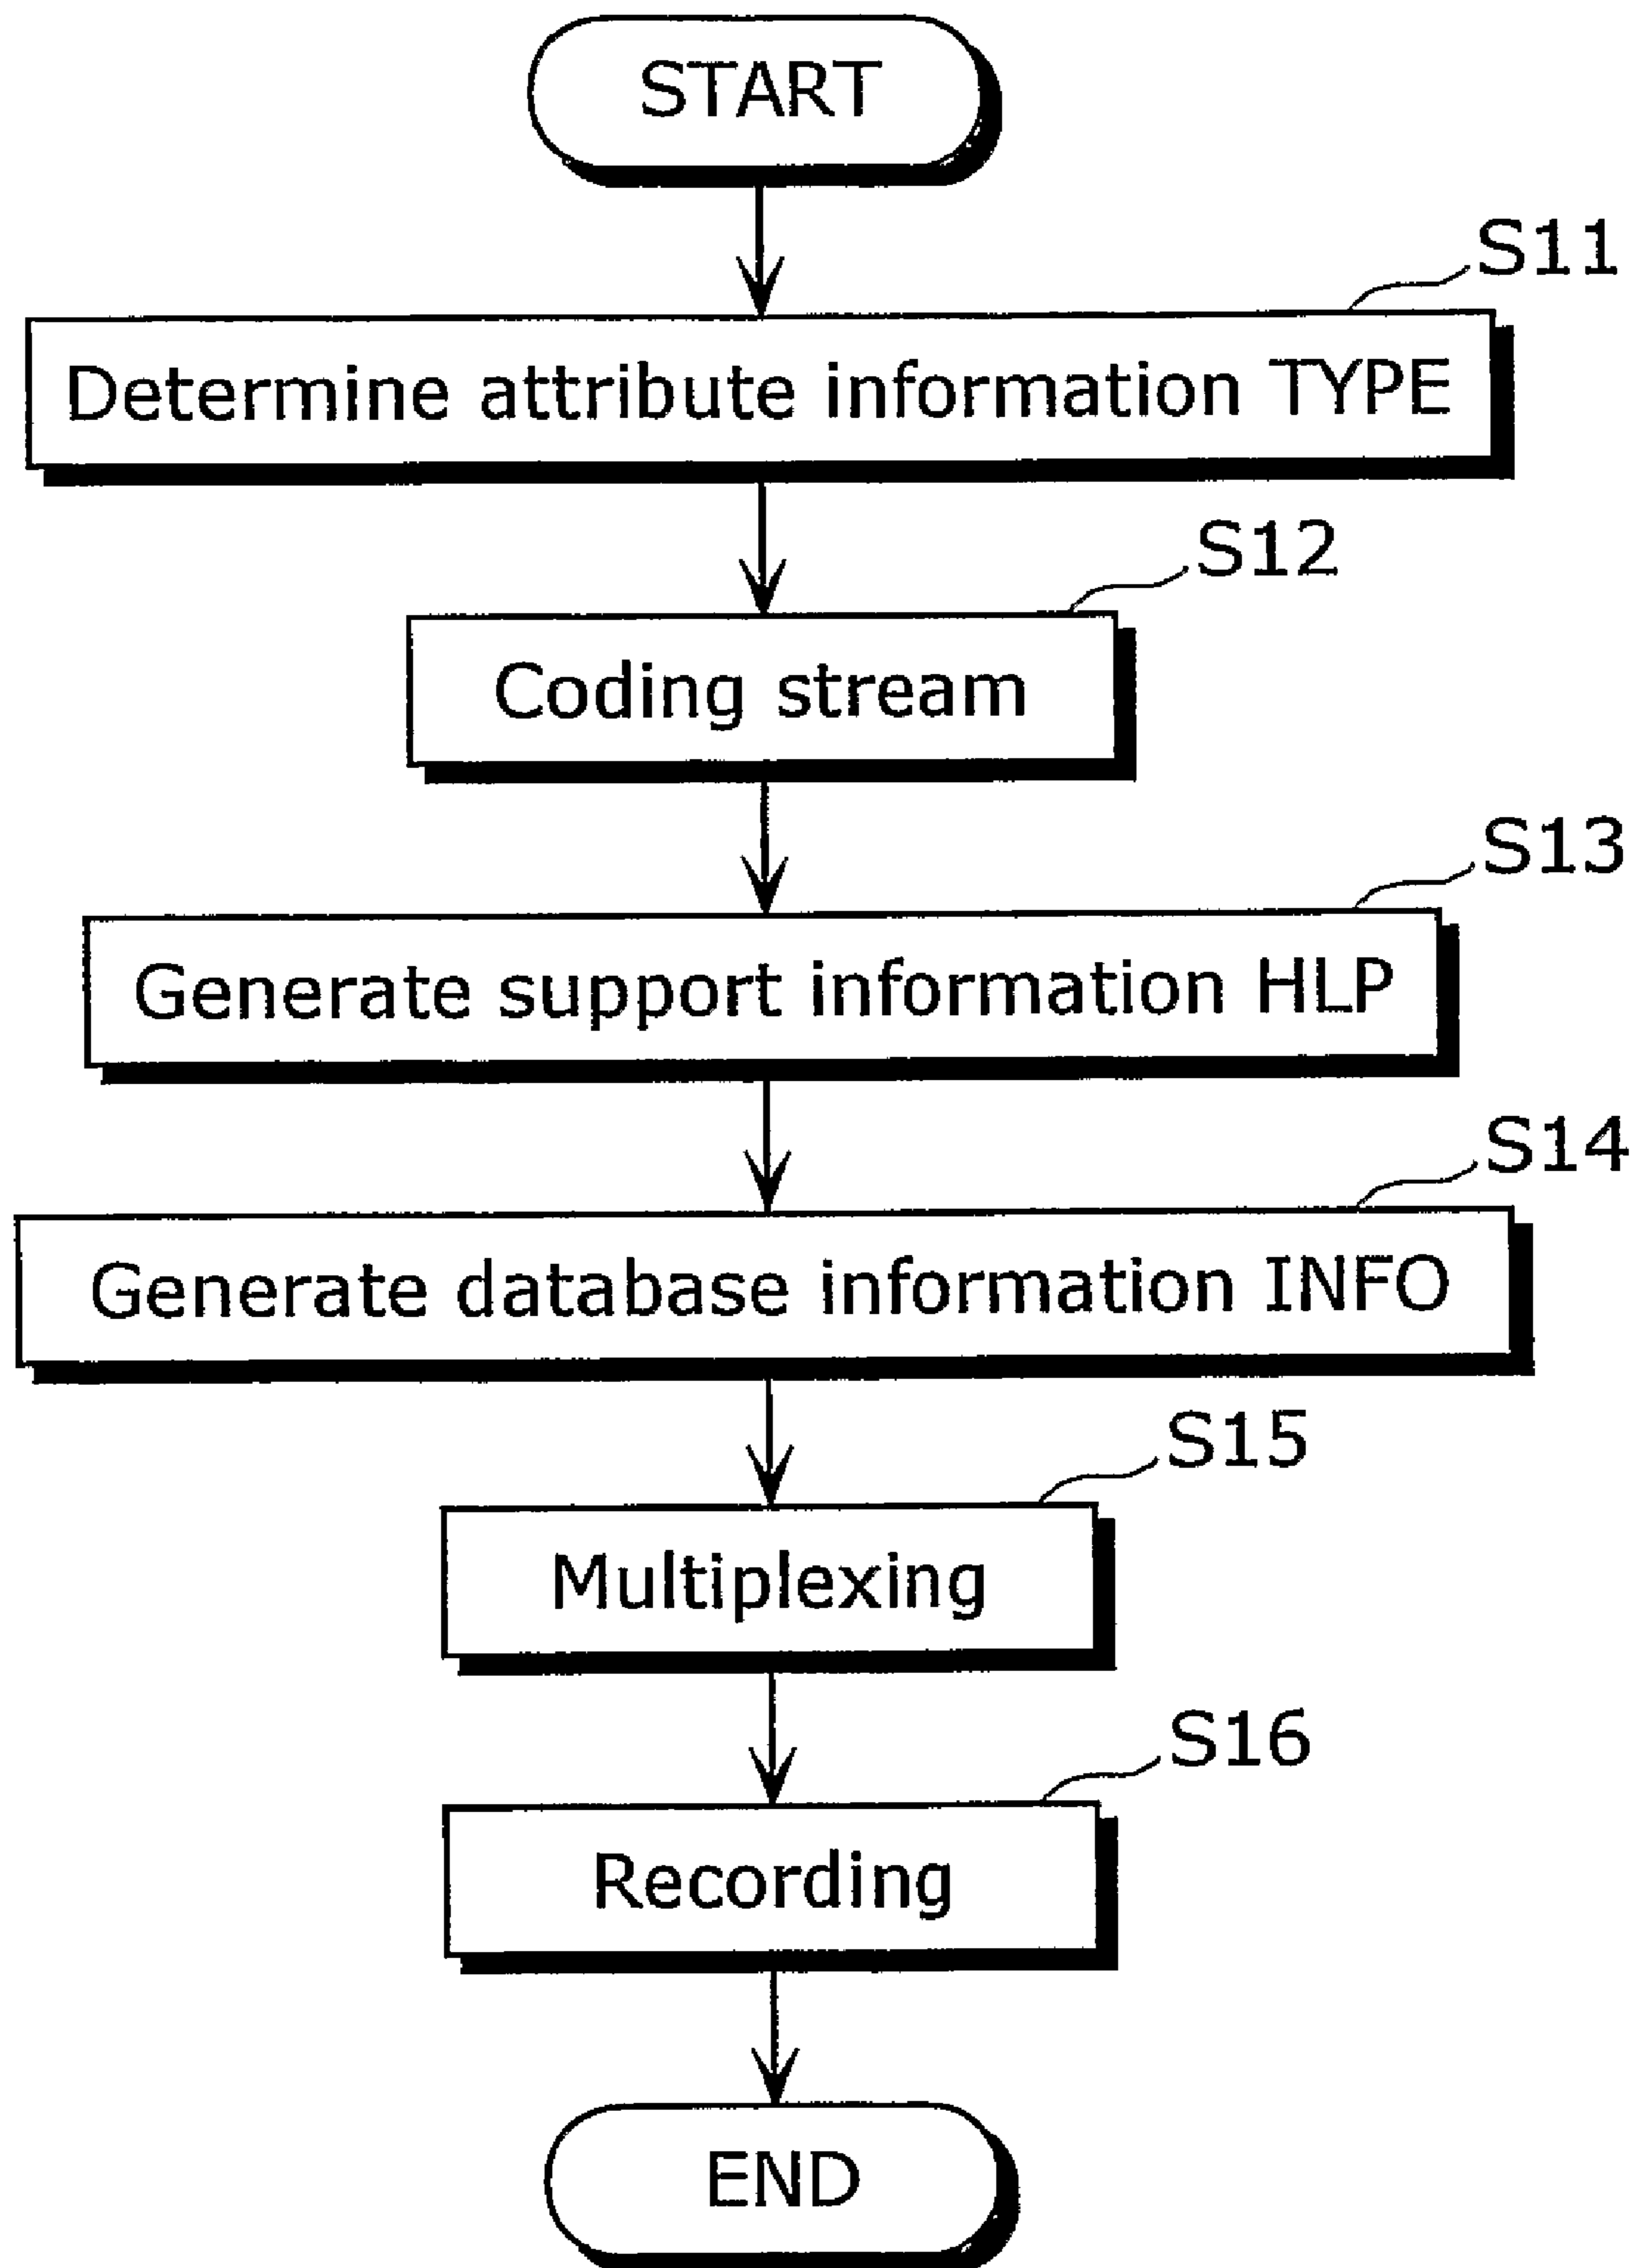 START
S11
Determine attribute information TYPE
S12
Coding stream
S13
Generate support information HLP
S14
Generate database information INFO
S15
Multiplexing
S16
Recording
END